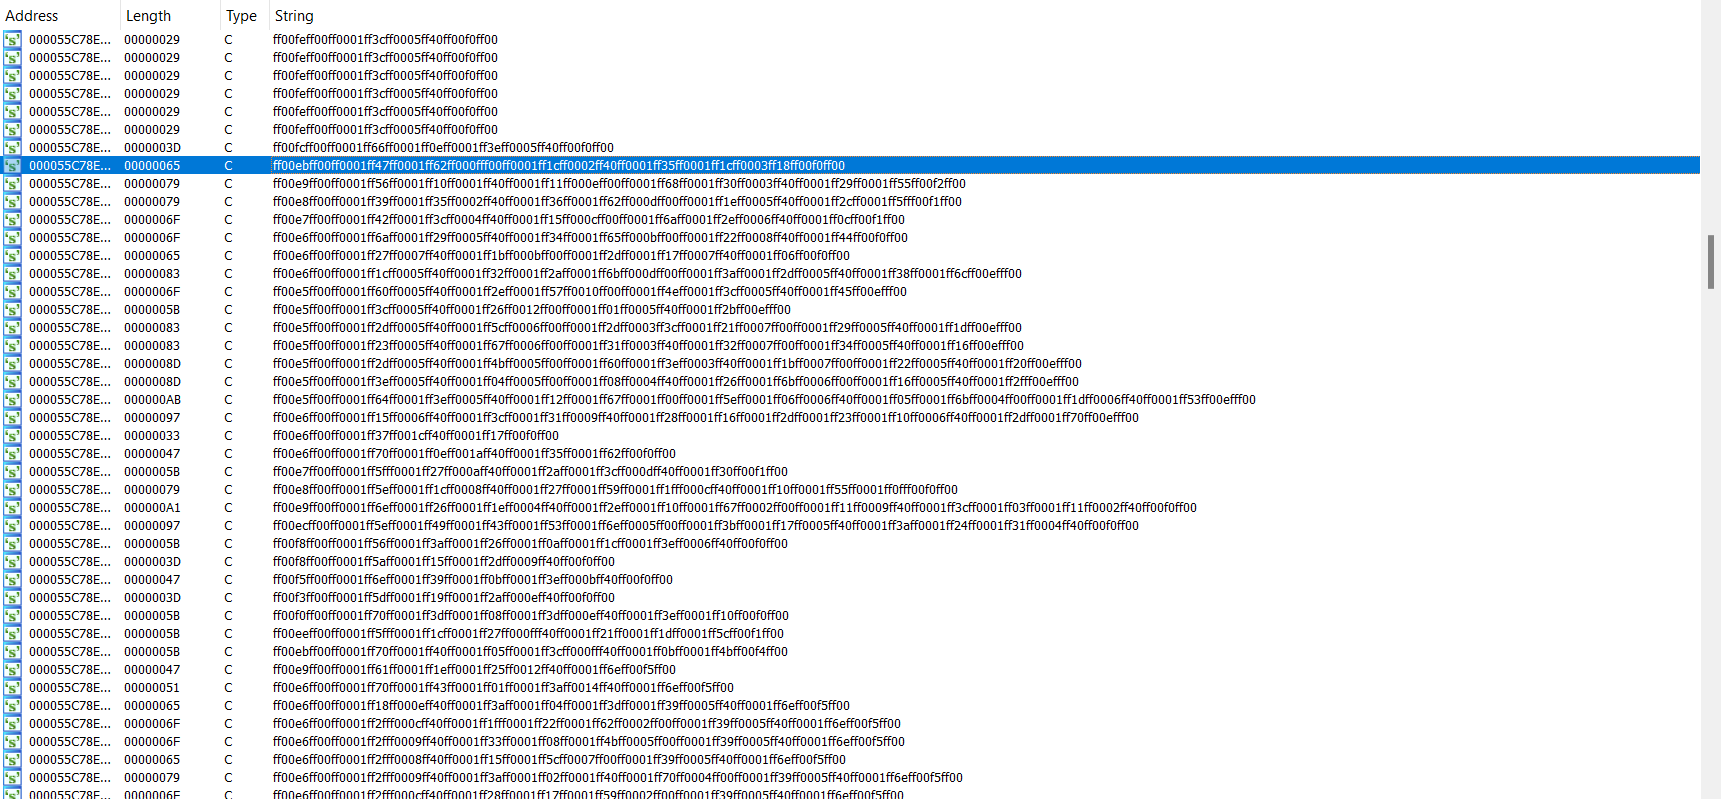 Address Length Type String
000055C78E... 00000029 C ff00feff00ff0001ff3cff0005ff40ff00f0ff00
000055C78E... 00000029 C ff00feff00ff0001ff3cff0005ff40ff00f0ff00
000055C78E... 00000029 C ff00feff00ff0001ff3cff0005ff40ff00f0ff00
000055C78E... 00000029 C ff00feff00ff0001ff3cff0005ff40ff00f0ff00
000055C78E... 00000029 C ff00feff00ff0001ff3cff0005ff40ff00f0ff00
000055C78E... 00000029 C ff00feff00ff0001ff3cff0005ff40ff00f0ff00
000055C78E... 0000003D C ff00fcff00ff0001ff66ff0001ff0eff0001ff3eff0005ff40ff00f0ff00
000055C78E... 00000065 C ff00ebff00ff0001ff47ff0001ff62ff000fff00ff0001ff1cff0002ff40ff0001ff35ff0001ff1cff0003ff18ff00f0ff00
000055C78E... 00000079 C ff00e9ff00ff0001ff56ff0001ff10ff0001ff40ff0001ff11ff000eff00ff0001ff68ff0001ff30ff0003ff40ff0001ff29ff0001ff55ff00f2ff00
000055C78E... 00000079 C ff00e8ff00ff0001ff39ff0001ff35ff0002ff40ff0001ff36ff0001ff62ff000dff00ff0001ff1eff0005ff40ff0001ff2cff0001ff5fff00f1ff00
000055C78E... 0000006F C ff00e7ff00ff0001ff42ff0001ff3cff0004ff40ff0001ff15ff000cff00ff0001ff6aff0001ff2eff0006ff40ff0001ff0cff00f1ff00
000055C78E... 0000006F C ff00e6ff00ff0001ff6aff0001ff29ff0005ff40ff0001ff34ff0001ff65ff000bff00ff0001ff22ff0008ff40ff0001ff44ff00f0ff00
000055C78E... 00000065 C ff00e6ff00ff0001ff27ff0007ff40ff0001ff1bff000bff00ff0001ff2dff0001ff17ff0007ff40ff0001ff06ff00f0ff00
000055C78E... 00000083 C ff00e6ff00ff0001ff1cff0005ff40ff0001ff32ff0001ff2aff0001ff6bff000dff00ff0001ff3aff0001ff2dff0005ff40ff0001ff38ff0001ff6cff00efff00
000055C78E... 0000006F C ff00e5ff00ff0001ff60ff0005ff40ff0001ff2eff0001ff57ff0010ff00ff0001ff4eff0001ff3cff0005ff40ff0001ff45ff00efff00
000055C78E... 0000005B C ff00e5ff00ff0001ff3cff0005ff40ff0001ff26ff0012ff00ff0001ff01ff0005ff40ff0001ff2bff00efff00
000055C78E... 00000083 C ff00e5ff00ff0001ff2dff0005ff40ff0001ff5cff0006ff00ff0001ff2dff0003ff3cff0001ff21ff0007ff00ff0001ff29ff0005ff40ff0001ff1dff00efff00
000055C78E... 00000083 C ff00e5ff00ff0001ff23ff0005ff40ff0001ff67ff0006ff00ff0001ff31ff0003ff40ff0001ff32ff0007ff00ff0001ff34ff0005ff40ff0001ff16ff00efff00
000055C78E... 0000008D C ff00e5ff00ff0001ff2dff0005ff40ff0001ff4bff0005ff00ff0001ff60ff0001ff3eff0003ff40ff0001ff1bff0007ff00ff0001ff22ff0005ff40ff0001ff20ff00efff00
000055C78E... 0000008D C ff00e5ff00ff0001ff3eff0005ff40ff0001ff04ff0005ff00ff0001ff08ff0004ff40ff0001ff26ff0001ff6bff0006ff00ff0001ff16ff0005ff40ff0001ff2fff00efff00
000055C78E... 000000AB C ff00e5ff00ff0001ff64ff0001ff3eff0005ff40ff0001ff12ff0001ff67ff0001ff00ff0001ff5eff0001ff06ff0006ff40ff0001ff05ff0001ff6bff0004ff00ff0001ff1dff0006ff40ff0001ff53ff00efff00
000055C78E... 00000097 C ff00e6ff00ff0001ff15ff0006ff40ff0001ff3cff0001ff31ff0009ff40ff0001ff28ff0001ff16ff0001ff2dff0001ff23ff0001ff10ff0006ff40ff0001ff2dff0001ff70ff00efff00
000055C78E... 00000033 C ff00e6ff00ff0001ff37ff001cff40ff0001ff17ff00f0ff00
000055C78E... 00000047 C ff00e6ff00ff0001ff70ff0001ff0eff001aff40ff0001ff35ff0001ff62ff00f0ff00
000055C78E... 0000005B C ff00e7ff00ff0001ff5fff0001ff27ff000aff40ff0001ff2aff0001ff3cff000dff40ff0001ff30ff00f1ff00
000055C78E... 00000079 C ff00e8ff00ff0001ff5eff0001ff1cff0008ff40ff0001ff27ff0001ff59ff0001ff1fff000cff40ff0001ff10ff0001ff55ff0001ff0fff00f0ff00
000055C78E... 000000A1 C ff00e9ff00ff0001ff6eff0001ff26ff0001ff1eff0004ff40ff0001ff2eff0001ff10ff0001ff67ff0002ff00ff0001ff11ff0009ff40ff0001ff3cff0001ff03ff0001ff11ff0002ff40ff00f0ff00
000055C78E... 00000097 C ff00ecff00ff0001ff5eff0001ff49ff0001ff43ff0001ff53ff0001ff6eff0005ff00ff0001ff3bff0001ff17ff0005ff40ff0001ff3aff0001ff24ff0001ff31ff0004ff40ff00f0ff00
000055C78E... 0000005B C ff00f8ff00ff0001ff56ff0001ff3aff0001ff26ff0001ff0aff0001ff1cff0001ff3eff0006ff40ff00f0ff00
000055C78E... 0000003D C ff00f8ff00ff0001ff5aff0001ff15ff0001ff2dff0009ff40ff00f0ff00
000055C78E... 00000047 C ff00f5ff00ff0001ff6eff0001ff39ff0001ff0bff0001ff3eff000bff40ff00f0ff00
000055C78E... 0000003D C ff00f3ff00ff0001ff5dff0001ff19ff0001ff2aff000eff40ff00f0ff00
000055C78E... 0000005B C ff00f0ff00ff0001ff70ff0001ff3dff0001ff08ff0001ff3dff000eff40ff0001ff3eff0001ff10ff00f0ff00
000055C78E... 0000005B C ff00eeff00ff0001ff5fff0001ff1cff0001ff27ff000fff40ff0001ff21ff0001ff1dff0001ff5cff00f1ff00
000055C78E... 0000005B C ff00ebff00ff0001ff70ff0001ff40ff0001ff05ff0001ff3cff000fff40ff0001ff0bff0001ff4bff00f4ff00
000055C78E... 00000047 C ff00e9ff00ff0001ff61ff0001ff1eff0001ff25ff0012ff40ff0001ff6eff00f5ff00
000055C78E... 00000051 C ff00e6ff00ff0001ff70ff0001ff43ff0001ff01ff0001ff3aff0014ff40ff0001ff6eff00f5ff00
000055C78E... 00000065 C ff00e6ff00ff0001ff18ff000eff40ff0001ff3aff0001ff04ff0001ff3dff0001ff39ff0005ff40ff0001ff6eff00f5ff00
000055C78E... 0000006F C ff00e6ff00ff0001ff2fff000cff40ff0001ff1fff0001ff22ff0001ff62ff0002ff00ff0001ff39ff0005ff40ff0001ff6eff00f5ff00
000055C78E... 0000006F C ff00e6ff00ff0001ff2fff0009ff40ff0001ff33ff0001ff08ff0001ff4bff0005ff00ff0001ff39ff0005ff40ff0001ff6eff00f5ff00
000055C78E... 00000065 C ff00e6ff00ff0001ff2fff0008ff40ff0001ff15ff0001ff5cff0007ff00ff0001ff39ff0005ff40ff0001ff6eff00f5ff00
000055C78E... 00000079 C ff00e6ff00ff0001ff2fff0009ff40ff0001ff3aff0001ff02ff0001ff40ff0001ff70ff0004ff00ff0001ff39ff0005ff40ff0001ff6eff00f5ff00
000055C78E... 0000006F C ff00e6ff00ff0001ff2fff000cff40ff0001ff28ff0001ff17ff0001ff59ff0002ff00ff0001ff39ff0005ff40ff0001ff6eff00f5ff00